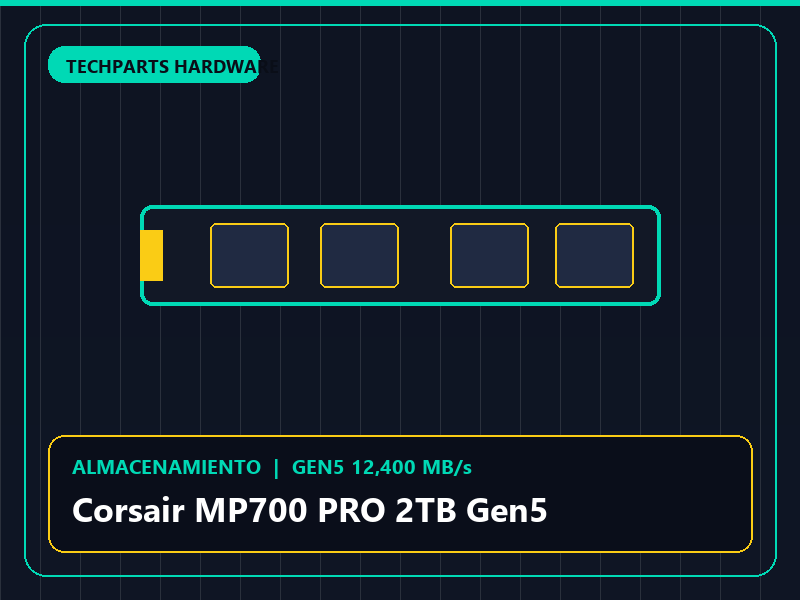 TECHPARTS HARDWARE
ALMACENAMIENTO | GEN5 12,400 MB/s
Corsair MP700 PRO 2TB Gen5